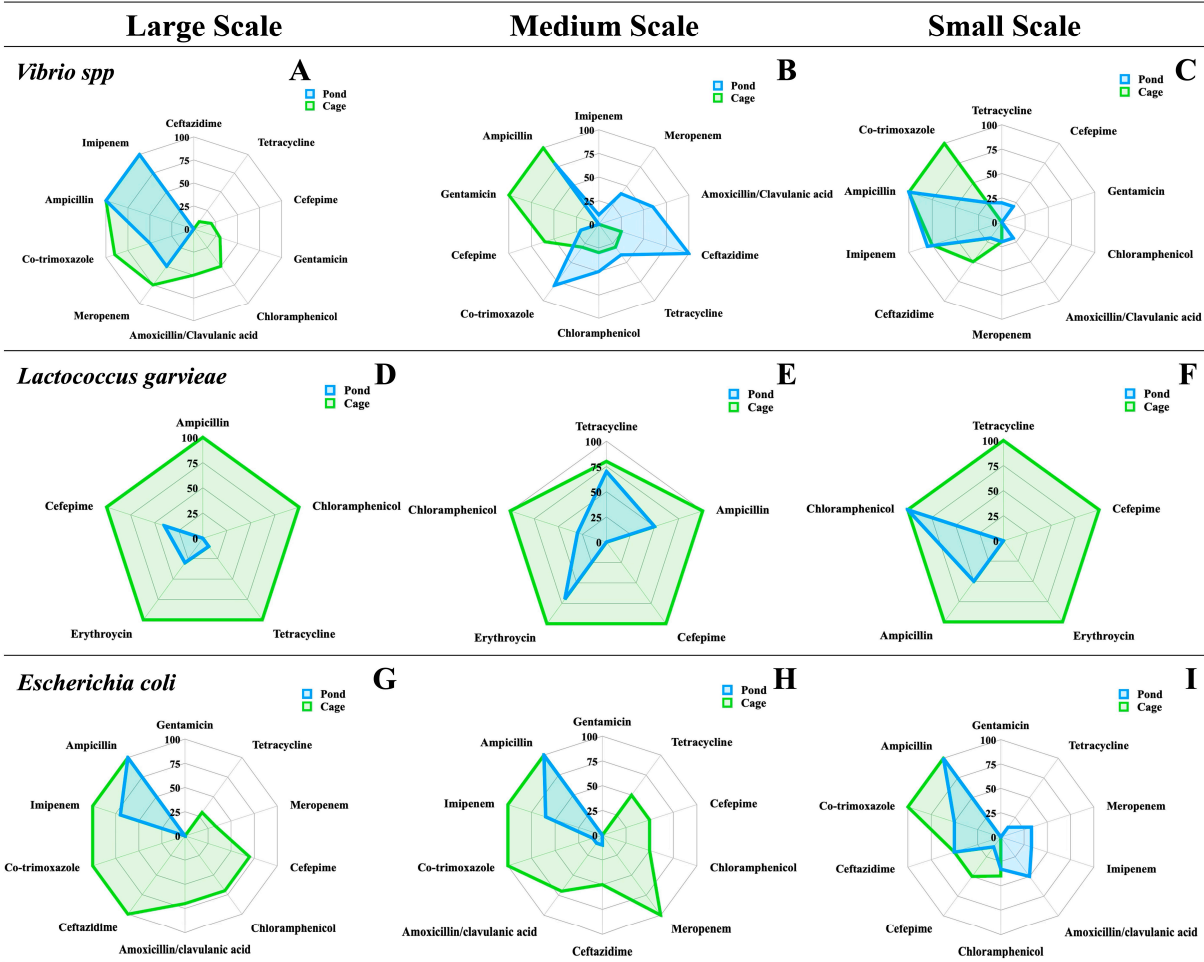 Large Scale Medium Scale Small Scale
Vibrio spp A B C
Pond
Cage
Ceftazidime
Tetracycline
Cefepime
Gentamicin
Chloramphenicol
Amoxicillin/Clavulanic acid
Meropenem
Co-trimoxazole
Ampicillin
Imipenem
100
75
50
25
0
Pond
Cage
Imipenem
Meropenem
Amoxicillin/Clavulanic acid
Ceftazidime
Tetracycline
Chloramphenicol
Co-trimoxazole
Cefepime
Gentamicin
Ampicillin
100
75
50
25
0
Pond
Cage
Tetracycline
Cefepime
Gentamicin
Chloramphenicol
Amoxicillin/Clavulanic acid
Meropenem
Ceftazidime
Imipenem
Ampicillin
Co-trimoxazole
100
75
50
25
0
Lactococcus garvieae D E F
Pond
Cage
Ampicillin
Chloramphenicol
Tetracycline
Erythroycin
Cefepime
100
75
50
25
0
Pond
Cage
Tetracycline
Ampicillin
Cefepime
Erythroycin
Chloramphenicol
100
75
50
25
0
Pond
Cage
Tetracycline
Cefepime
Erythroycin
Ampicillin
Chloramphenicol
100
75
50
25
0
Escherichia coli G H I
Pond
Cage
Gentamicin
Tetracycline
Meropenem
Cefepime
Chloramphenicol
Amoxicillin/clavulanic acid
Ceftazidime
Co-trimoxazole
Imipenem
Ampicillin
100
75
50
25
0
Pond
Cage
Gentamicin
Tetracycline
Cefepime
Chloramphenicol
Meropenem
Ceftazidime
Amoxicillin/clavulanic acid
Co-trimoxazole
Imipenem
Ampicillin
100
75
50
25
0
Pond
Cage
Gentamicin
Tetracycline
Meropenem
Imipenem
Amoxicillin/clavulanic acid
Chloramphenicol
Cefepime
Ceftazidime
Co-trimoxazole
Ampicillin
100
75
50
25
0